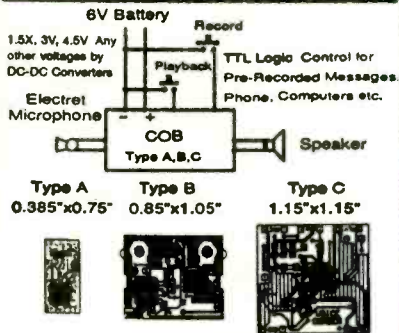 6V Battery
Record
1.5X, 3V, 4.5V Any
other voltages by
DC-DC Converters
Playback
TTL Logic Control for
Pre-Recorded Messages.
Phone, Computers etc.
Electret
Microphone
- +
COB
Type A,B,C
Speaker
Type A
0.385"x0.75"
Type B
0.85"x1.05"
Type C
1.15"x1.15"